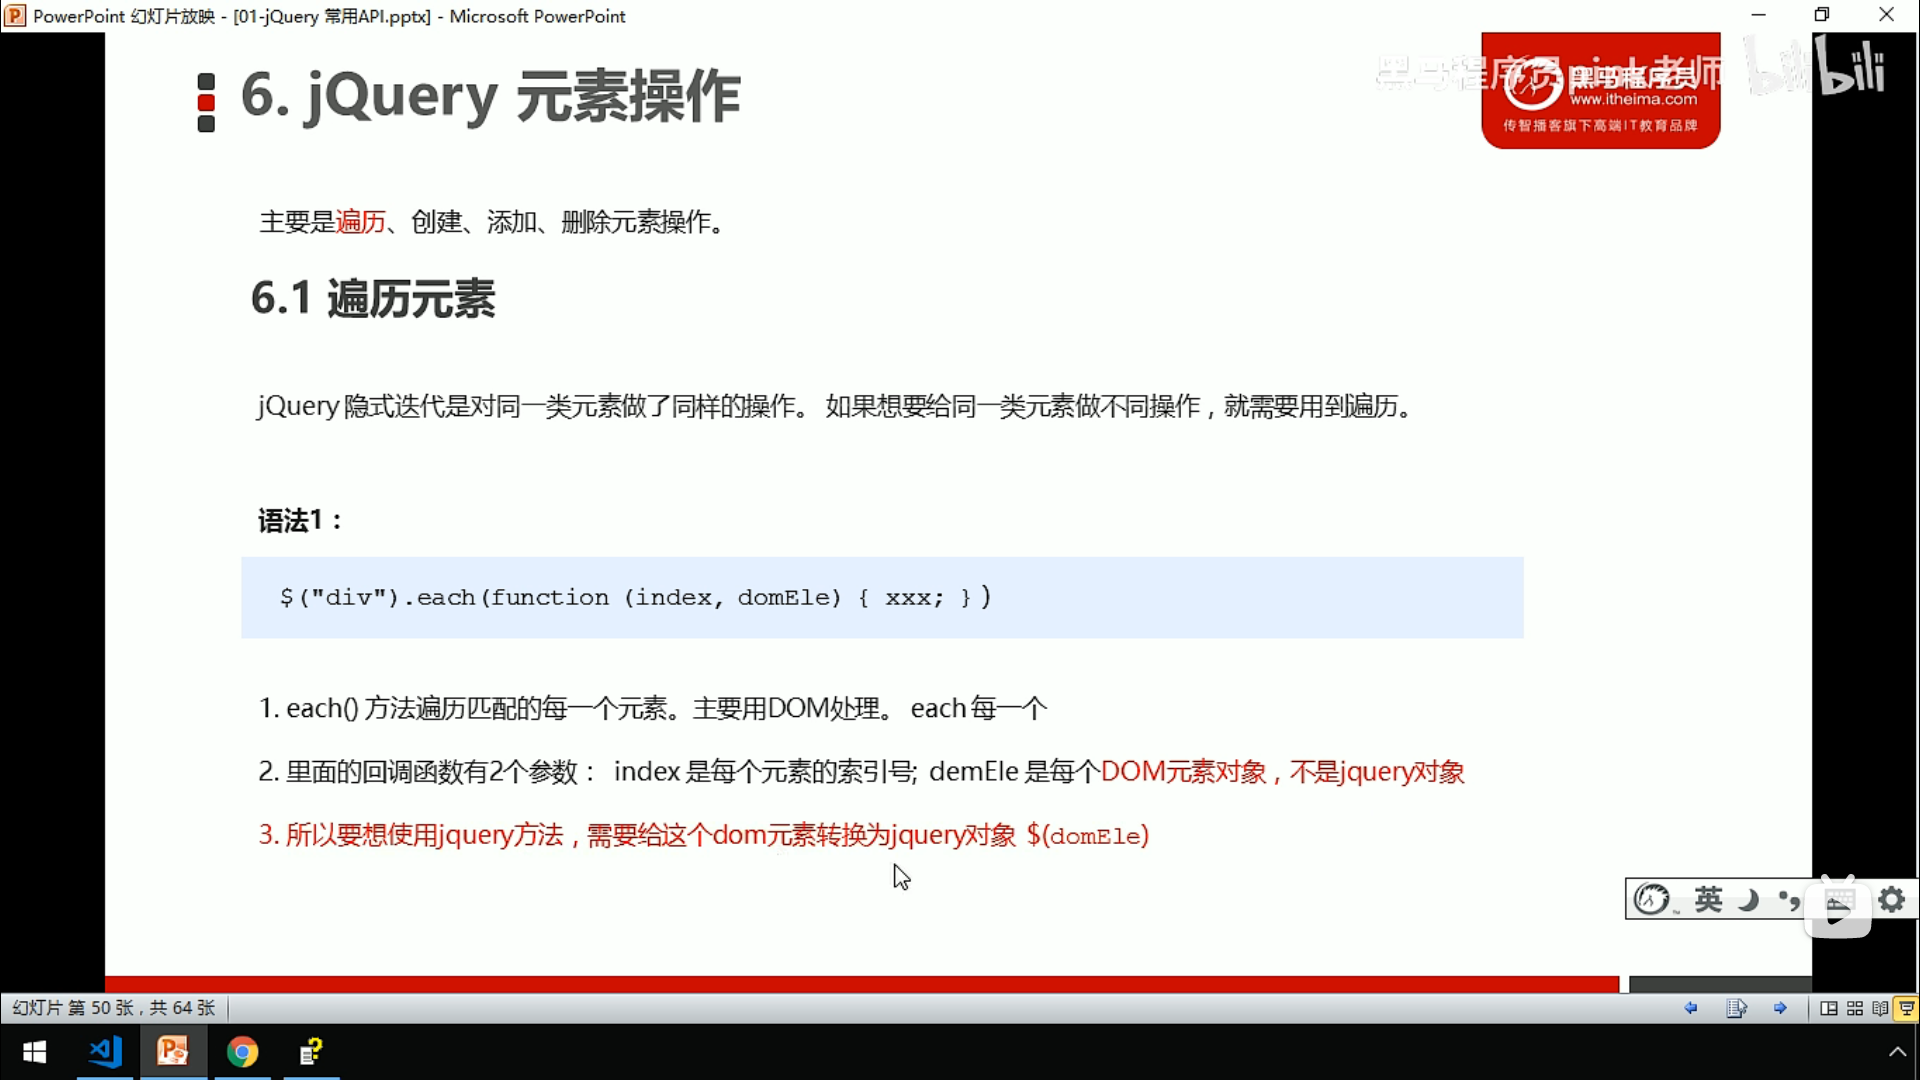 PowerPoint 幻灯片放映 - [01-jQuery 常用API.pptx] - Microsoft PowerPoint
6. jQuery 元素操作
黑马程序员pink老师
bilibili
黑马程序员
www.itheima.com
传智播客旗下高端IT教育品牌
主要是遍历、创建、添加、删除元素操作。
6.1 遍历元素
jQuery 隐式迭代是对同一类元素做了同样的操作。 如果想要给同一类元素做不同操作，就需要用到遍历。
语法1：
$("div").each(function (index, domEle) { xxx; })
1. each() 方法遍历匹配的每一个元素。主要用DOM处理。 each 每一个
2. 里面的回调函数有2个参数： index 是每个元素的索引号; demEle 是每个DOM元素对象，不是jquery对象
3. 所以要想使用jquery方法，需要给这个dom元素转换为jquery对象 $(domEle)
英
幻灯片 第 50 张，共 64 张